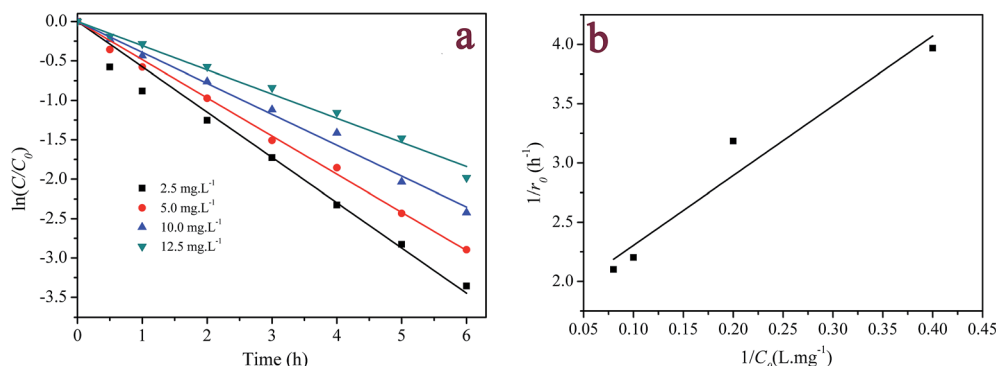 a
0.0
-0.5
-1.0
-1.5
-2.0
-2.5
-3.0
-3.5
ln(C/C₀)
2.5 mg.L⁻¹
5.0 mg.L⁻¹
10.0 mg.L⁻¹
12.5 mg.L⁻¹
0 1 2 3 4 5 6
Time (h)
b
4.0
3.5
3.0
2.5
2.0
1/r₀ (h⁻¹)
0.05 0.10 0.15 0.20 0.25 0.30 0.35 0.40 0.45
1/C₀(L.mg⁻¹)